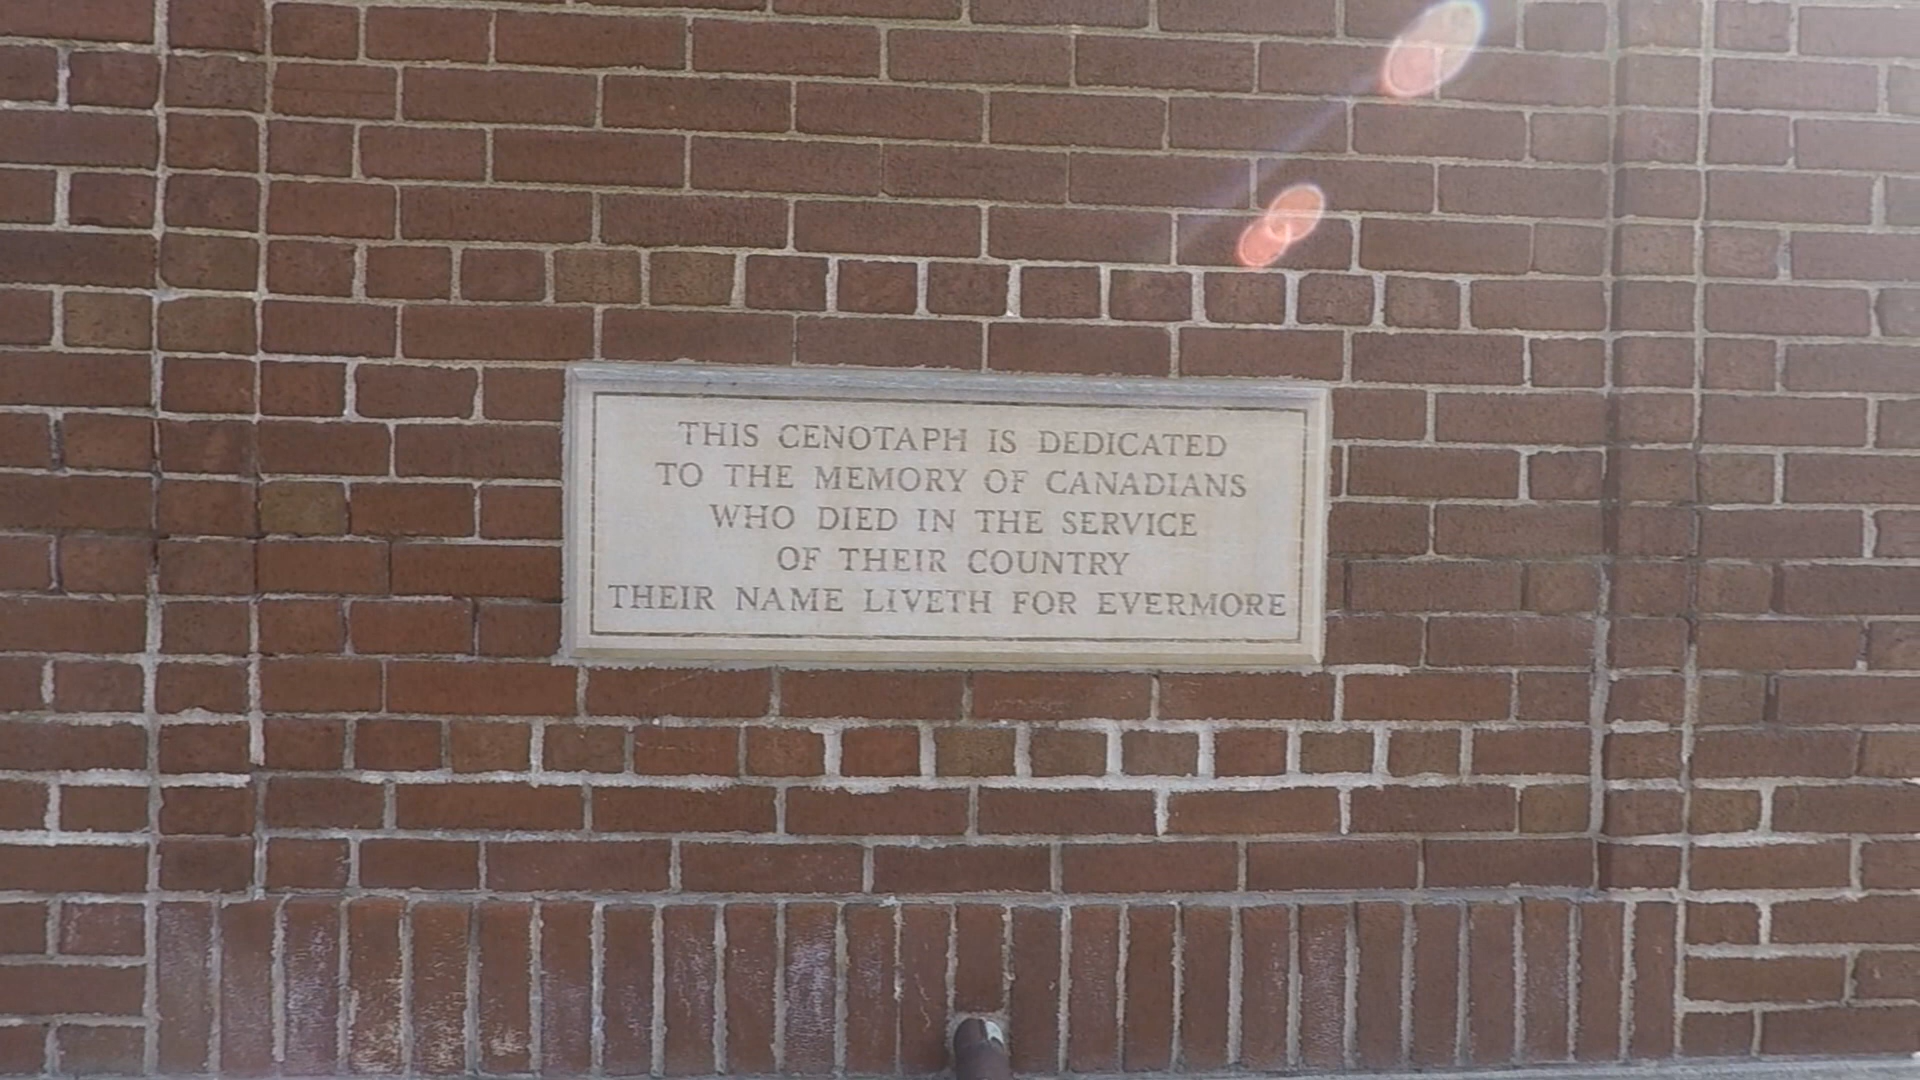 THIS CENOTAPH IS DEDICATED
TO THE MEMORY OF CANADIANS
WHO DIED IN THE SERVICE
OF THEIR COUNTRY
THEIR NAME LIVETH FOR EVERMORE